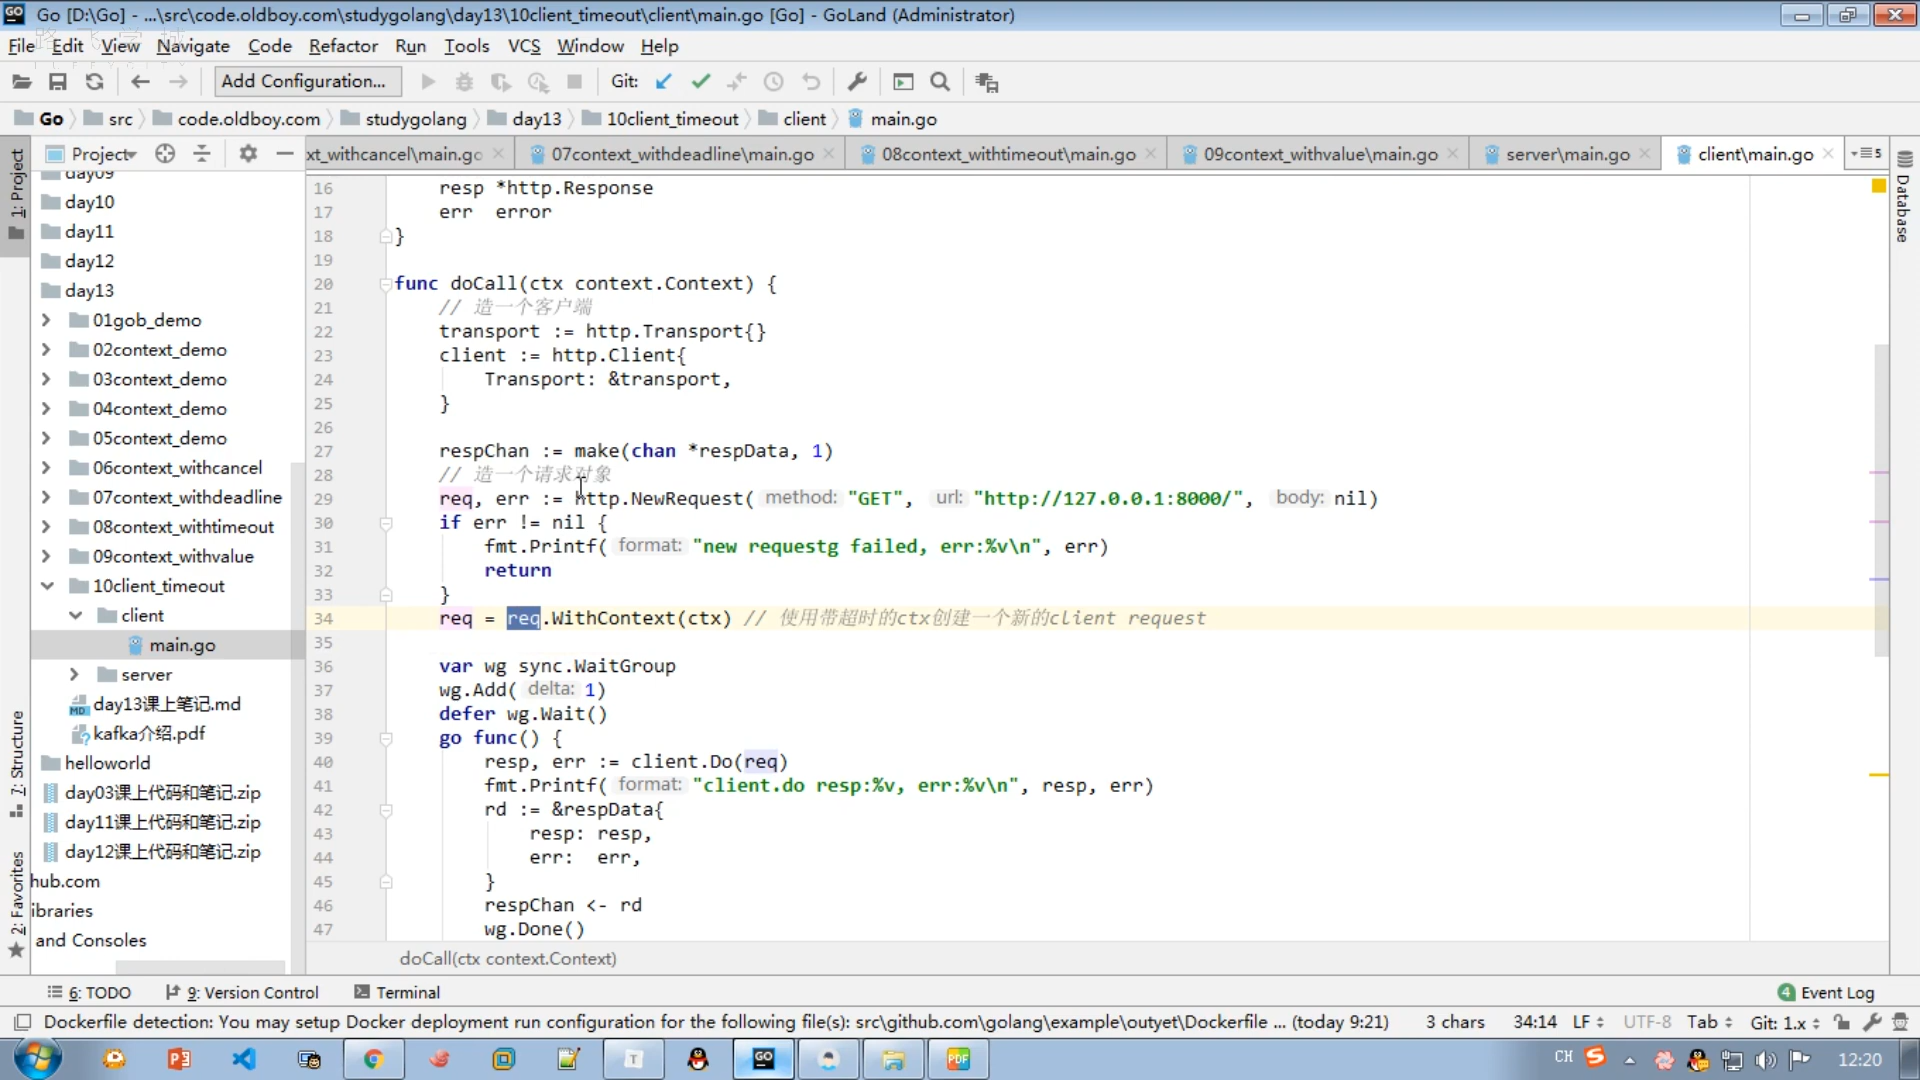 Go [D:\Go] - ...\src\code.oldboy.com\studygolang\day13\10client_timeout\client\main.go [Go] - GoLand (Administrator)
File Edit View Navigate Code Refactor Run Tools VCS Window Help
Add Configuration... Git:
Go src code.oldboy.com studygolang day13 10client_timeout client main.go
Project xt_withcancel\main.go 07context_withdeadline\main.go 08context_withtimeout\main.go 09context_withvalue\main.go server\main.go client\main.go 5
1: Project
7: Structure
2: Favorites
Database
day09
day10
day11
day12
day13
01gob_demo
02context_demo
03context_demo
04context_demo
05context_demo
06context_withcancel
07context_withdeadline
08context_withtimeout
09context_withvalue
10client_timeout
client
main.go
server
day13课上笔记.md
kafka介绍.pdf
helloworld
day03课上代码和笔记.zip
day11课上代码和笔记.zip
day12课上代码和笔记.zip
hub.com
ibraries
and Consoles
16 resp *http.Response
17 err error
18 }
19
20 func doCall(ctx context.Context) {
21 // 造一个客户端
22 transport := http.Transport{}
23 client := http.Client{
24 Transport: &transport,
25 }
26
27 respChan := make(chan *respData, 1)
28 // 造一个请求对象
29 req, err := http.NewRequest( method: "GET", url: "http://127.0.0.1:8000/", body: nil)
30 if err != nil {
31 fmt.Printf( format: "new requestg failed, err:%v\n", err)
32 return
33 }
34 req = req.WithContext(ctx) // 使用带超时的ctx创建一个新的client request
35
36 var wg sync.WaitGroup
37 wg.Add( delta: 1)
38 defer wg.Wait()
39 go func() {
40 resp, err := client.Do(req)
41 fmt.Printf( format: "client.do resp:%v, err:%v\n", resp, err)
42 rd := &respData{
43 resp: resp,
44 err: err,
45 }
46 respChan <- rd
47 wg.Done()
doCall(ctx context.Context)
6: TODO 9: Version Control Terminal 4 Event Log
Dockerfile detection: You may setup Docker deployment run configuration for the following file(s): src\github.com\golang\example\outyet\Dockerfile ... (today 9:21) 3 chars 34:14 LF UTF-8 Tab Git: 1.x
CH 12:20